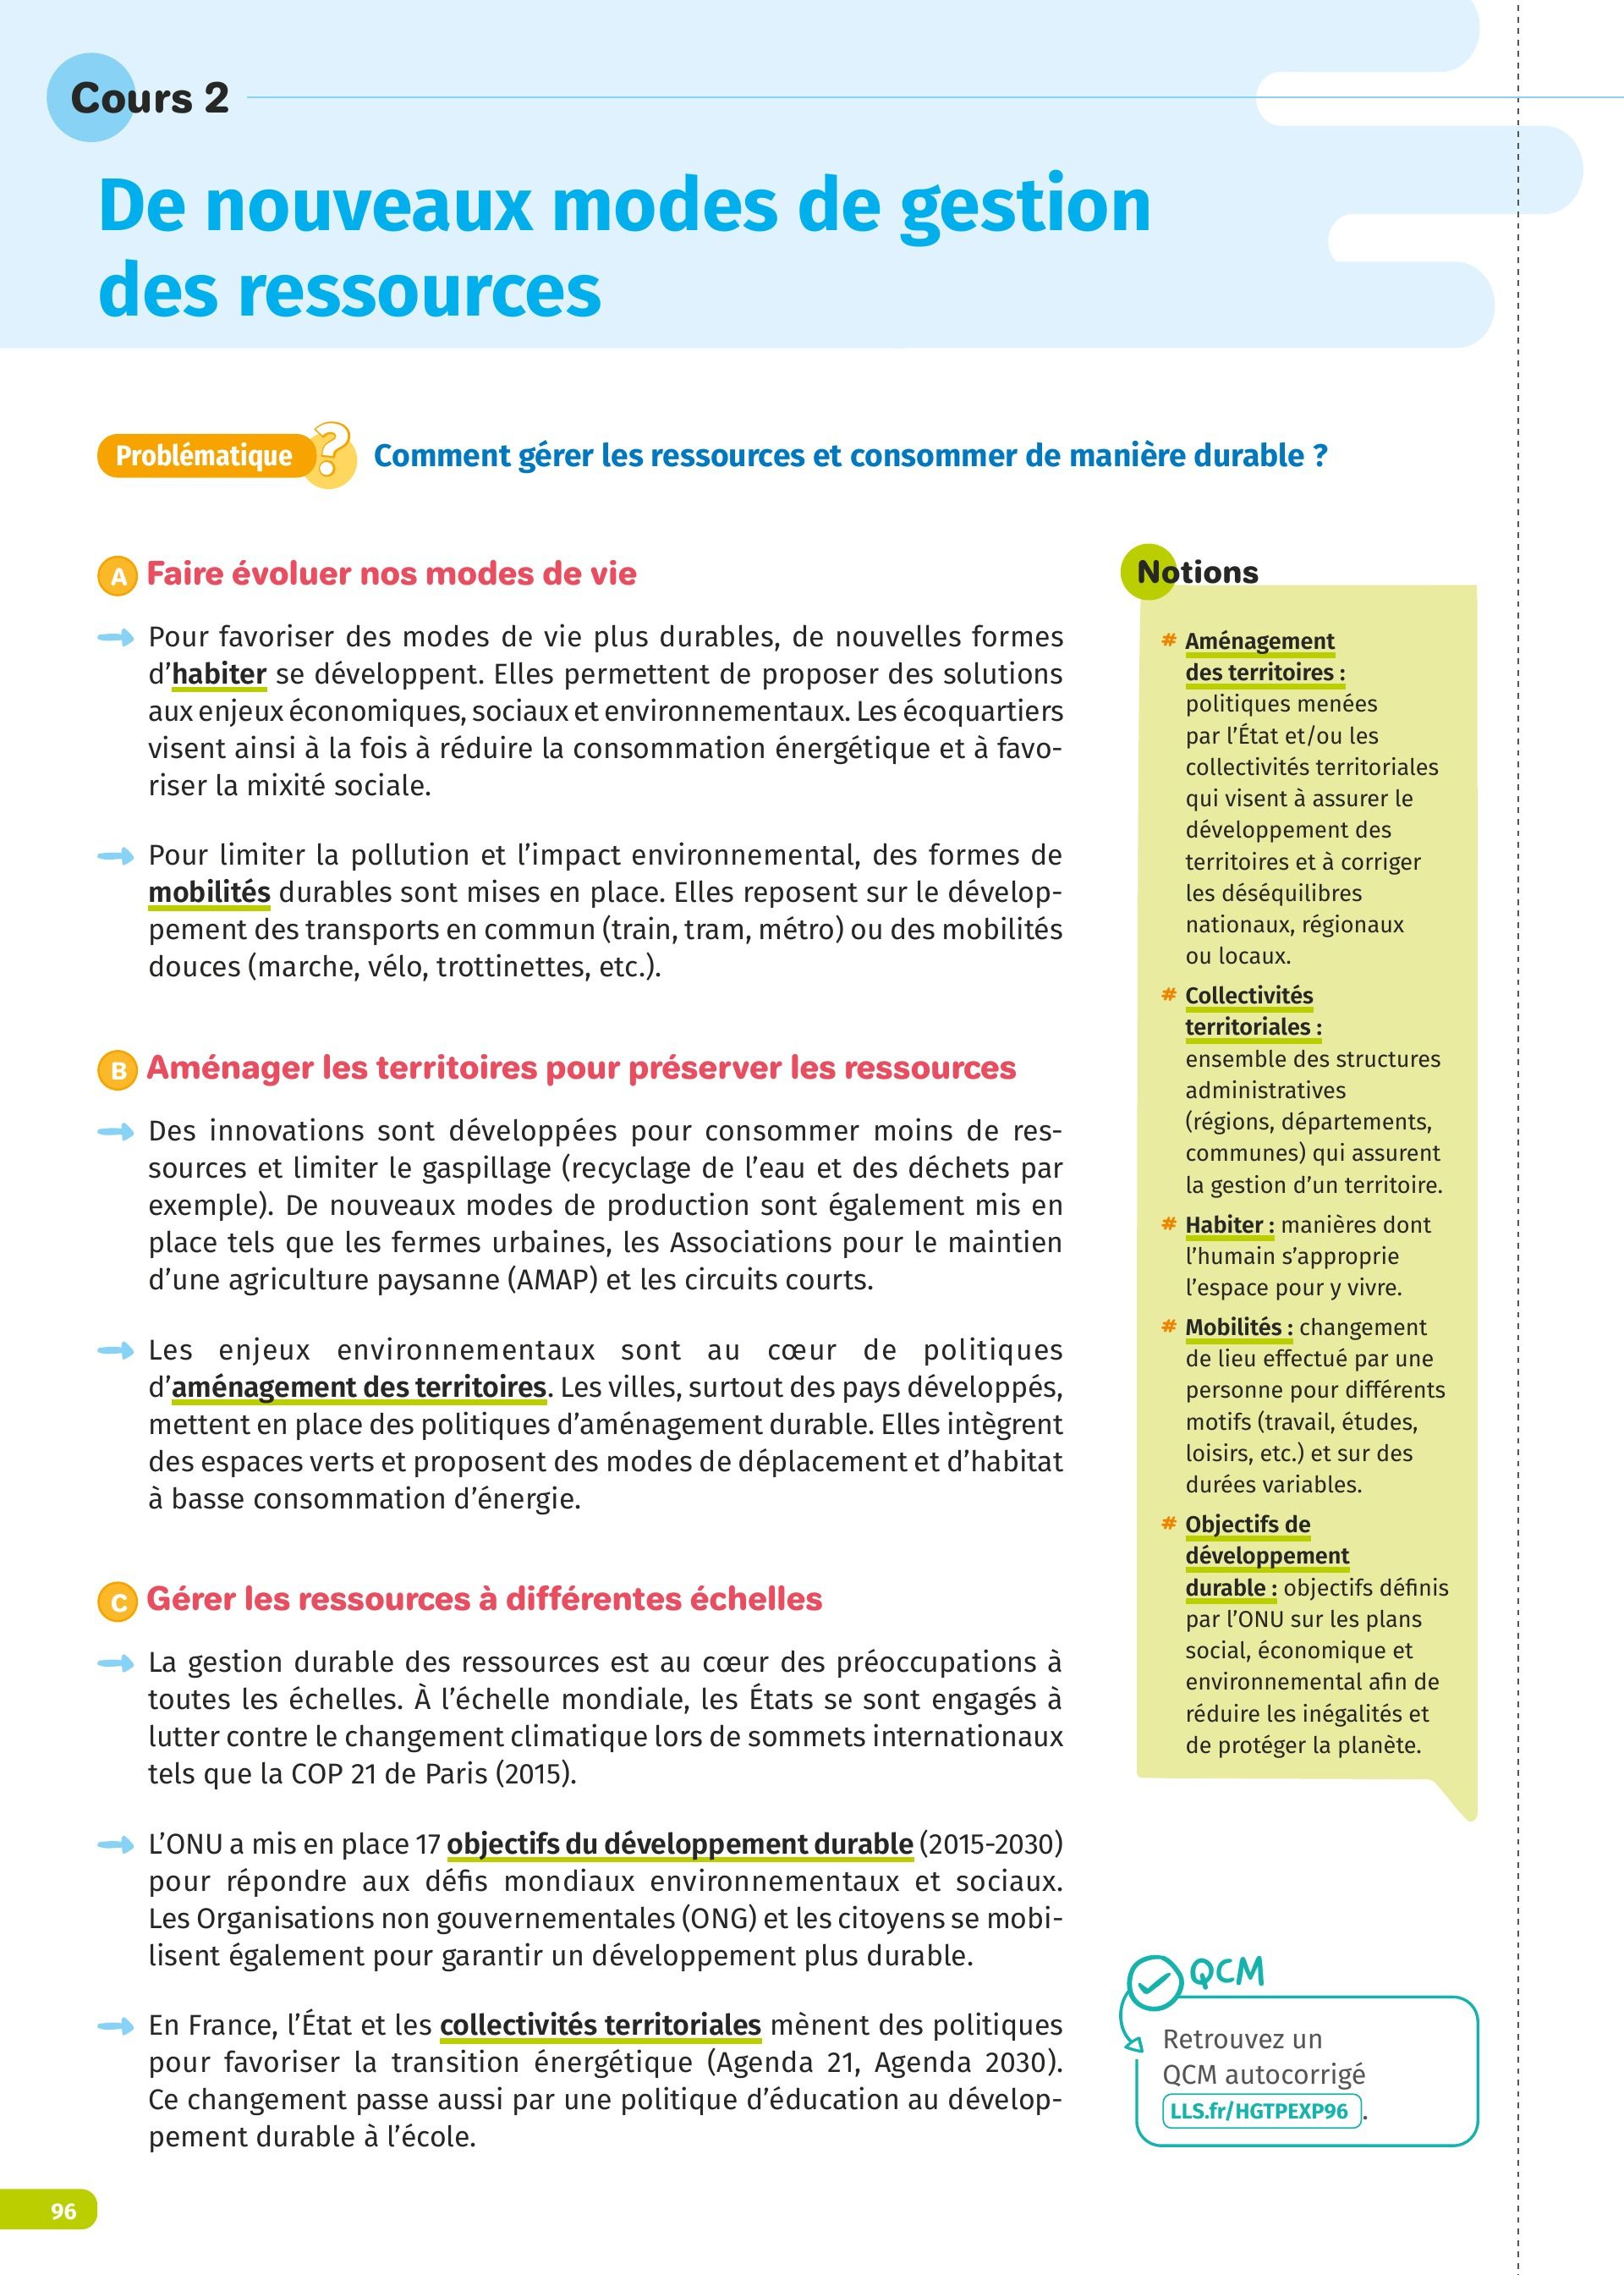 Cours 2
De nouveaux modes de gestion
des ressources
Problématique ?
Comment gérer les ressources et consommer de manière durable ?
A Faire évoluer nos modes de vie
Pour favoriser des modes de vie plus durables, de nouvelles formes
d’habiter se développent. Elles permettent de proposer des solutions
aux enjeux économiques, sociaux et environnementaux. Les écoquartiers
visent ainsi à la fois à réduire la consommation énergétique et à favo-
riser la mixité sociale.
Pour limiter la pollution et l’impact environnemental, des formes de
mobilités durables sont mises en place. Elles reposent sur le dévelop-
pement des transports en commun (train, tram, métro) ou des mobilités
douces (marche, vélo, trottinettes, etc.).
B Aménager les territoires pour préserver les ressources
Des innovations sont développées pour consommer moins de res-
sources et limiter le gaspillage (recyclage de l’eau et des déchets par
exemple). De nouveaux modes de production sont également mis en
place tels que les fermes urbaines, les Associations pour le maintien
d’une agriculture paysanne (AMAP) et les circuits courts.
Les enjeux environnementaux sont au cœur de politiques
d’aménagement des territoires. Les villes, surtout des pays développés,
mettent en place des politiques d’aménagement durable. Elles intègrent
des espaces verts et proposent des modes de déplacement et d’habitat
à basse consommation d’énergie.
C Gérer les ressources à différentes échelles
La gestion durable des ressources est au cœur des préoccupations à
toutes les échelles. À l’échelle mondiale, les États se sont engagés à
lutter contre le changement climatique lors de sommets internationaux
tels que la COP 21 de Paris (2015).
L’ONU a mis en place 17 objectifs du développement durable (2015-2030)
pour répondre aux défis mondiaux environnementaux et sociaux.
Les Organisations non gouvernementales (ONG) et les citoyens se mobi-
lisent également pour garantir un développement plus durable.
En France, l’État et les collectivités territoriales mènent des politiques
pour favoriser la transition énergétique (Agenda 21, Agenda 2030).
Ce changement passe aussi par une politique d’éducation au dévelop-
pement durable à l’école.
Notions
# Aménagement
des territoires :
politiques menées
par l’État et/ou les
collectivités territoriales
qui visent à assurer le
développement des
territoires et à corriger
les déséquilibres
nationaux, régionaux
ou locaux.
# Collectivités
territoriales :
ensemble des structures
administratives
(régions, départements,
communes) qui assurent
la gestion d’un territoire.
# Habiter : manières dont
l’humain s’approprie
l’espace pour y vivre.
# Mobilités : changement
de lieu effectué par une
personne pour différents
motifs (travail, études,
loisirs, etc.) et sur des
durées variables.
# Objectifs de
développement
durable : objectifs définis
par l’ONU sur les plans
social, économique et
environnemental afin de
réduire les inégalités et
de protéger la planète.
QCM
Retrouvez un
QCM autocorrigé
LLS.fr/HGTPEXP96 .
96